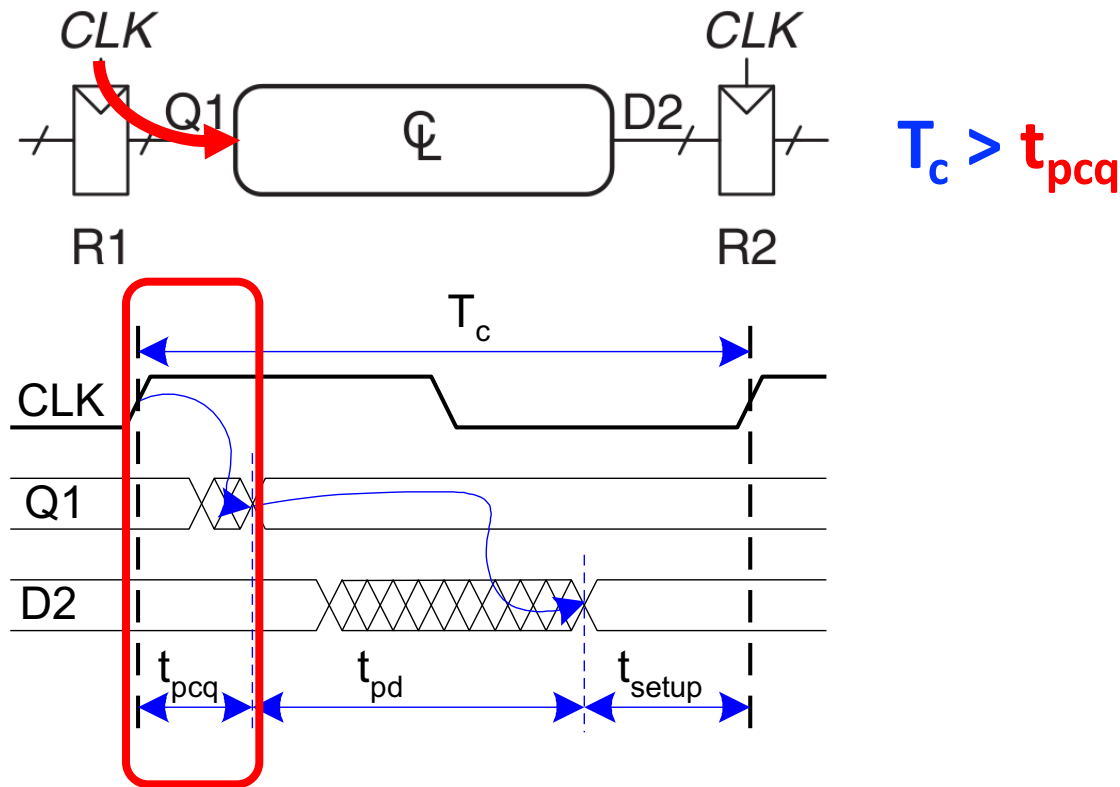 CLK CLK
Q1 CL D2
T_c > t_pcq
R1 R2
T_c
CLK
Q1
D2
t_pcq t_pd t_setup